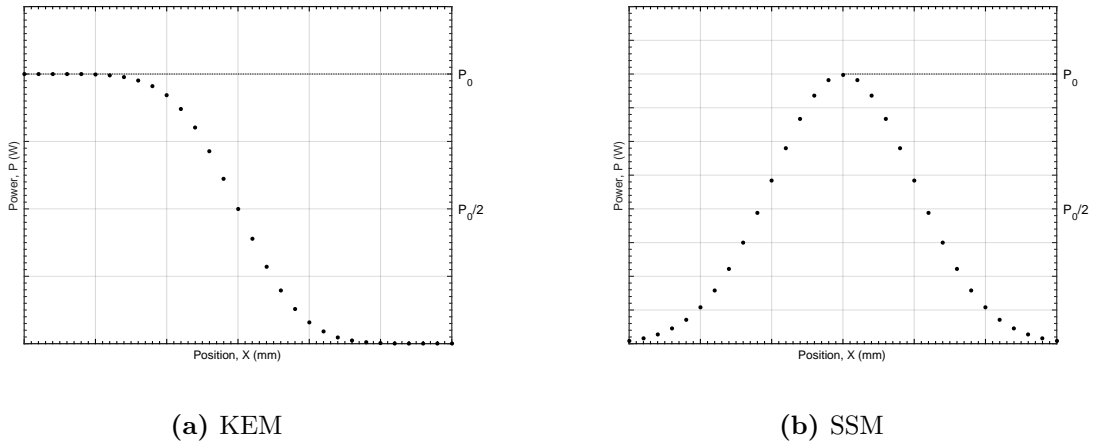 P₀
Power, P (W)
P₀/2
Position, X (mm)
(a) KEM
P₀
Power, P (W)
P₀/2
Position, X (mm)
(b) SSM